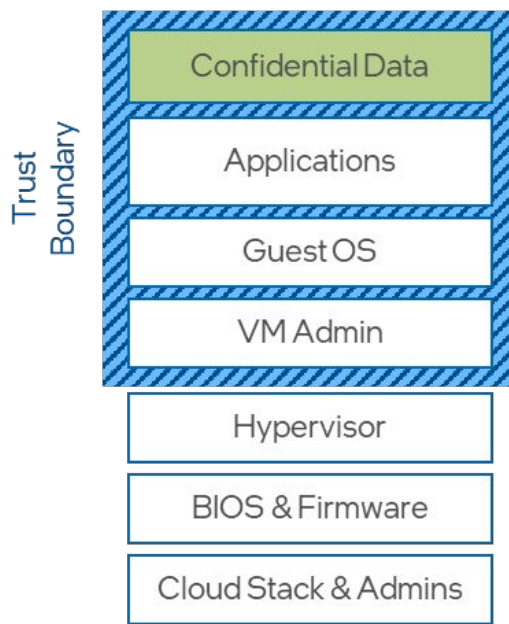 Trust
Boundary
Confidential Data
Applications
Guest OS
VM Admin
Hypervisor
BIOS & Firmware
Cloud Stack & Admins